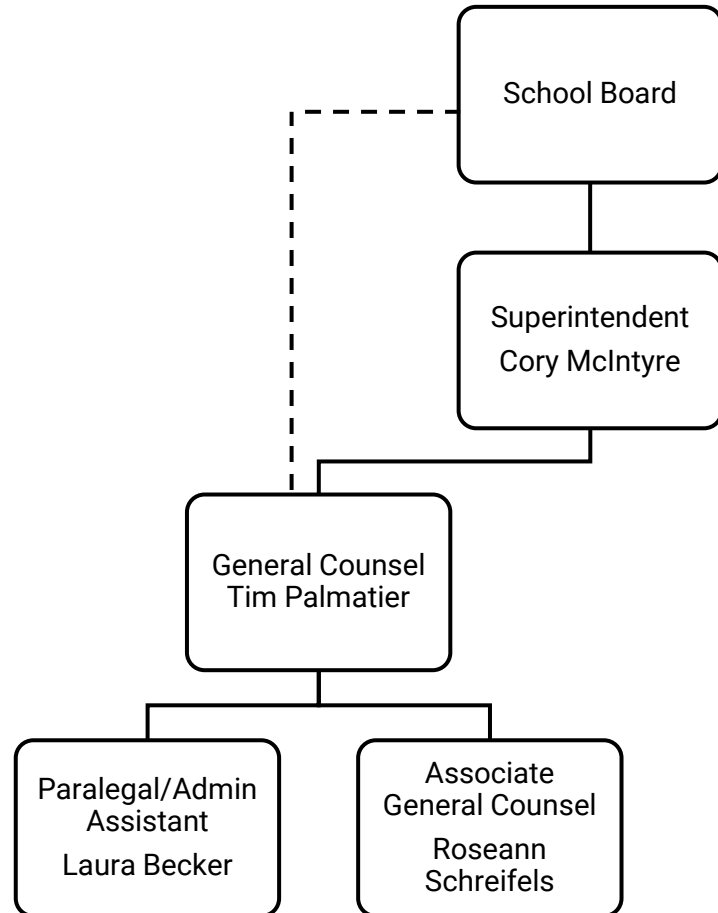 School Board
Superintendent
Cory McIntyre
General Counsel
Tim Palmatier
Paralegal/Admin
Assistant
Laura Becker
Associate
General Counsel
Roseann
Schreifels